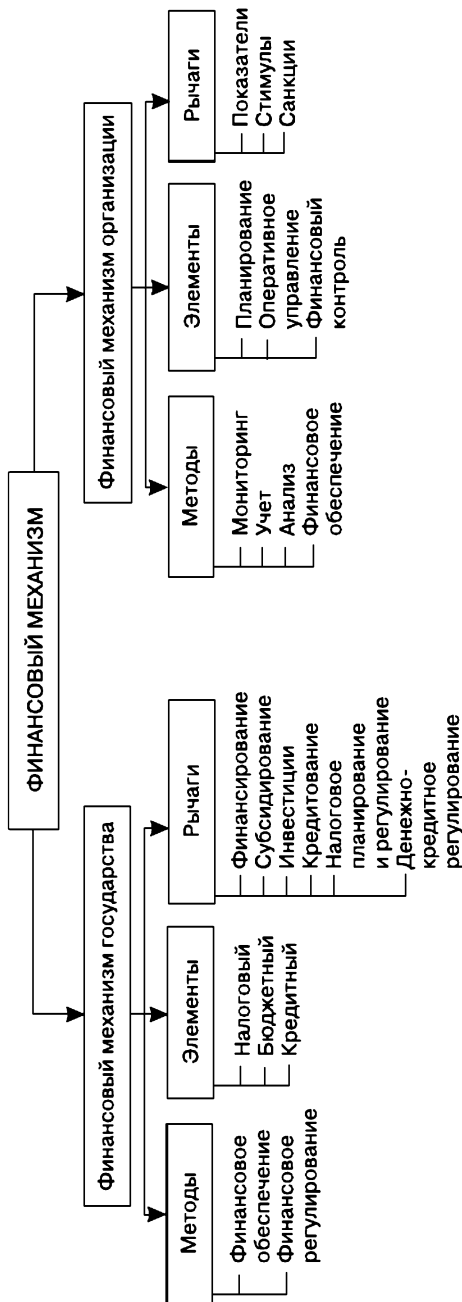 ФИНАНСОВЫЙ МЕХАНИЗМ
Финансовый механизм государства
Методы
Финансовое
обеспечение
Финансовое
регулирование
Элементы
Налоговый
Бюджетный
Кредитный
Рычаги
Финансирование
Субсидирование
Инвестиции
Кредитование
Налоговое
планирование
и регулирование
Денежно-
кредитное
регулирование
Финансовый механизм организации
Методы
Мониторинг
Учет
Анализ
Финансовое
обеспечение
Элементы
Планирование
Оперативное
управление
Финансовый
контроль
Рычаги
Показатели
Стимулы
Санкции